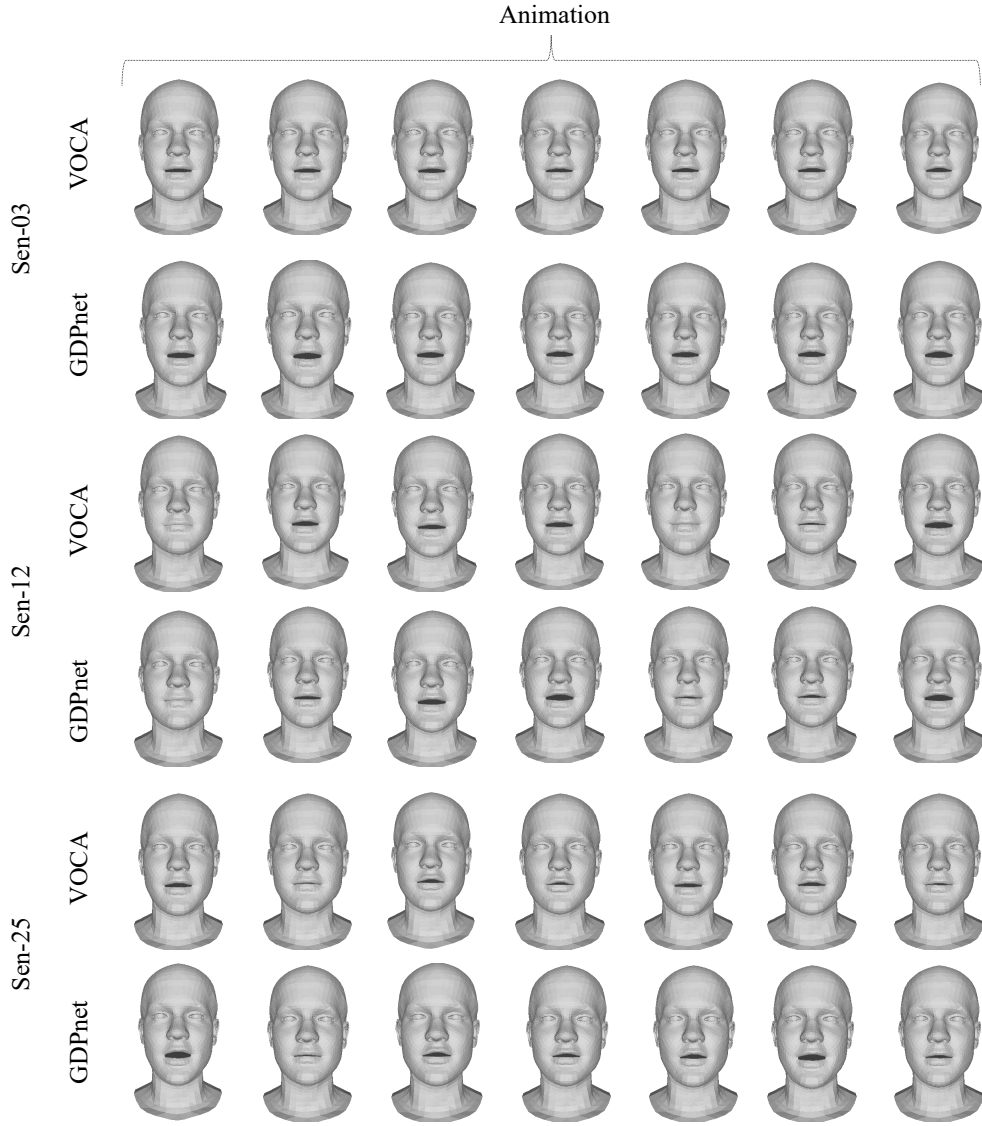 Animation
Sen-03
VOCA
GDPnet
Sen-12
VOCA
GDPnet
Sen-25
VOCA
GDPnet